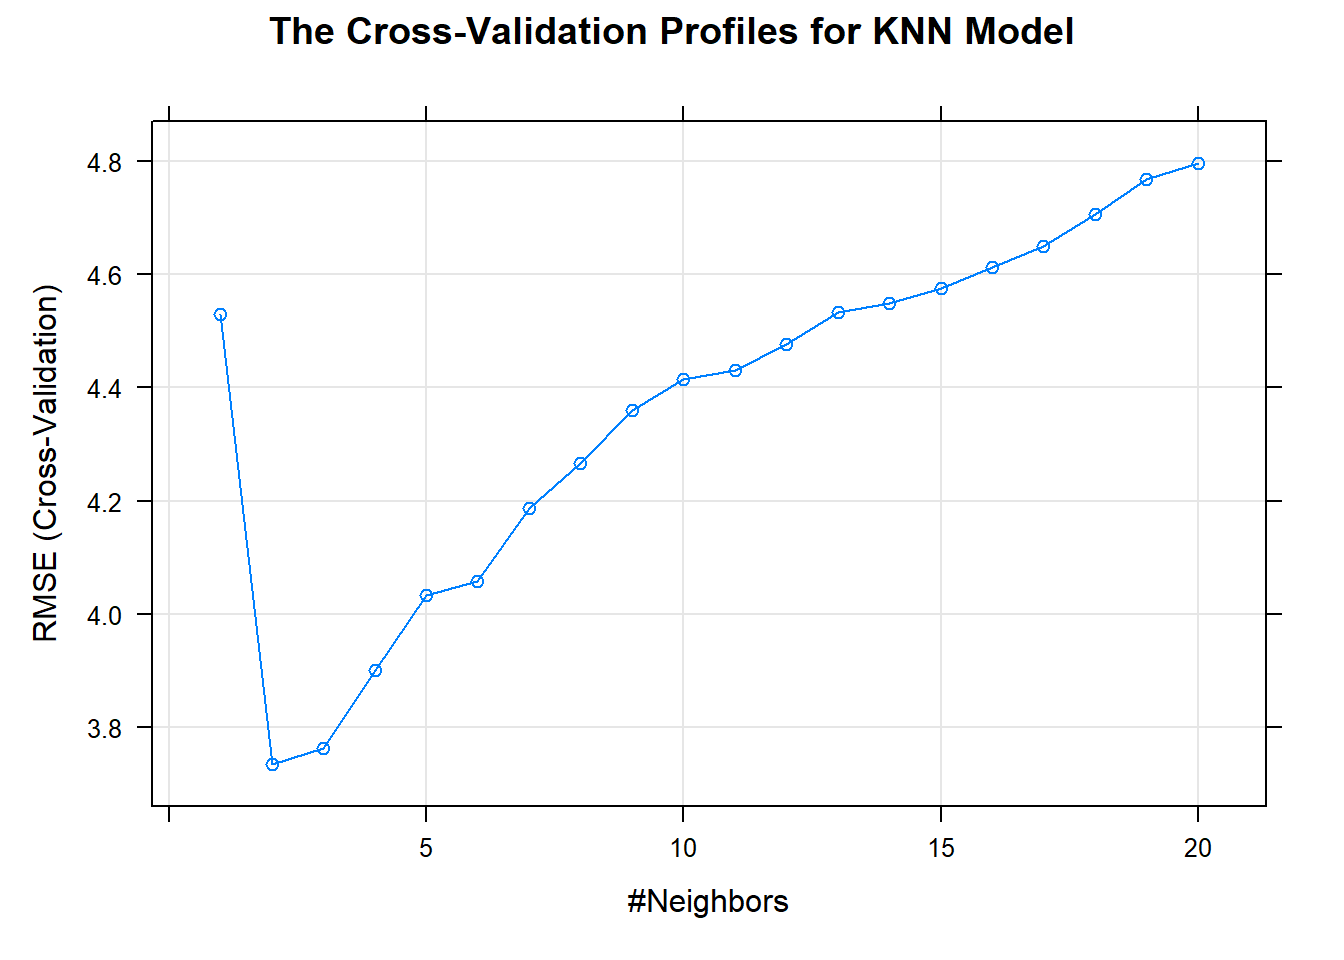 The Cross-Validation Profiles for KNN Model
4.8
4.6
4.4
4.2
4.0
3.8
RMSE (Cross-Validation)
5 10 15 20
#Neighbors